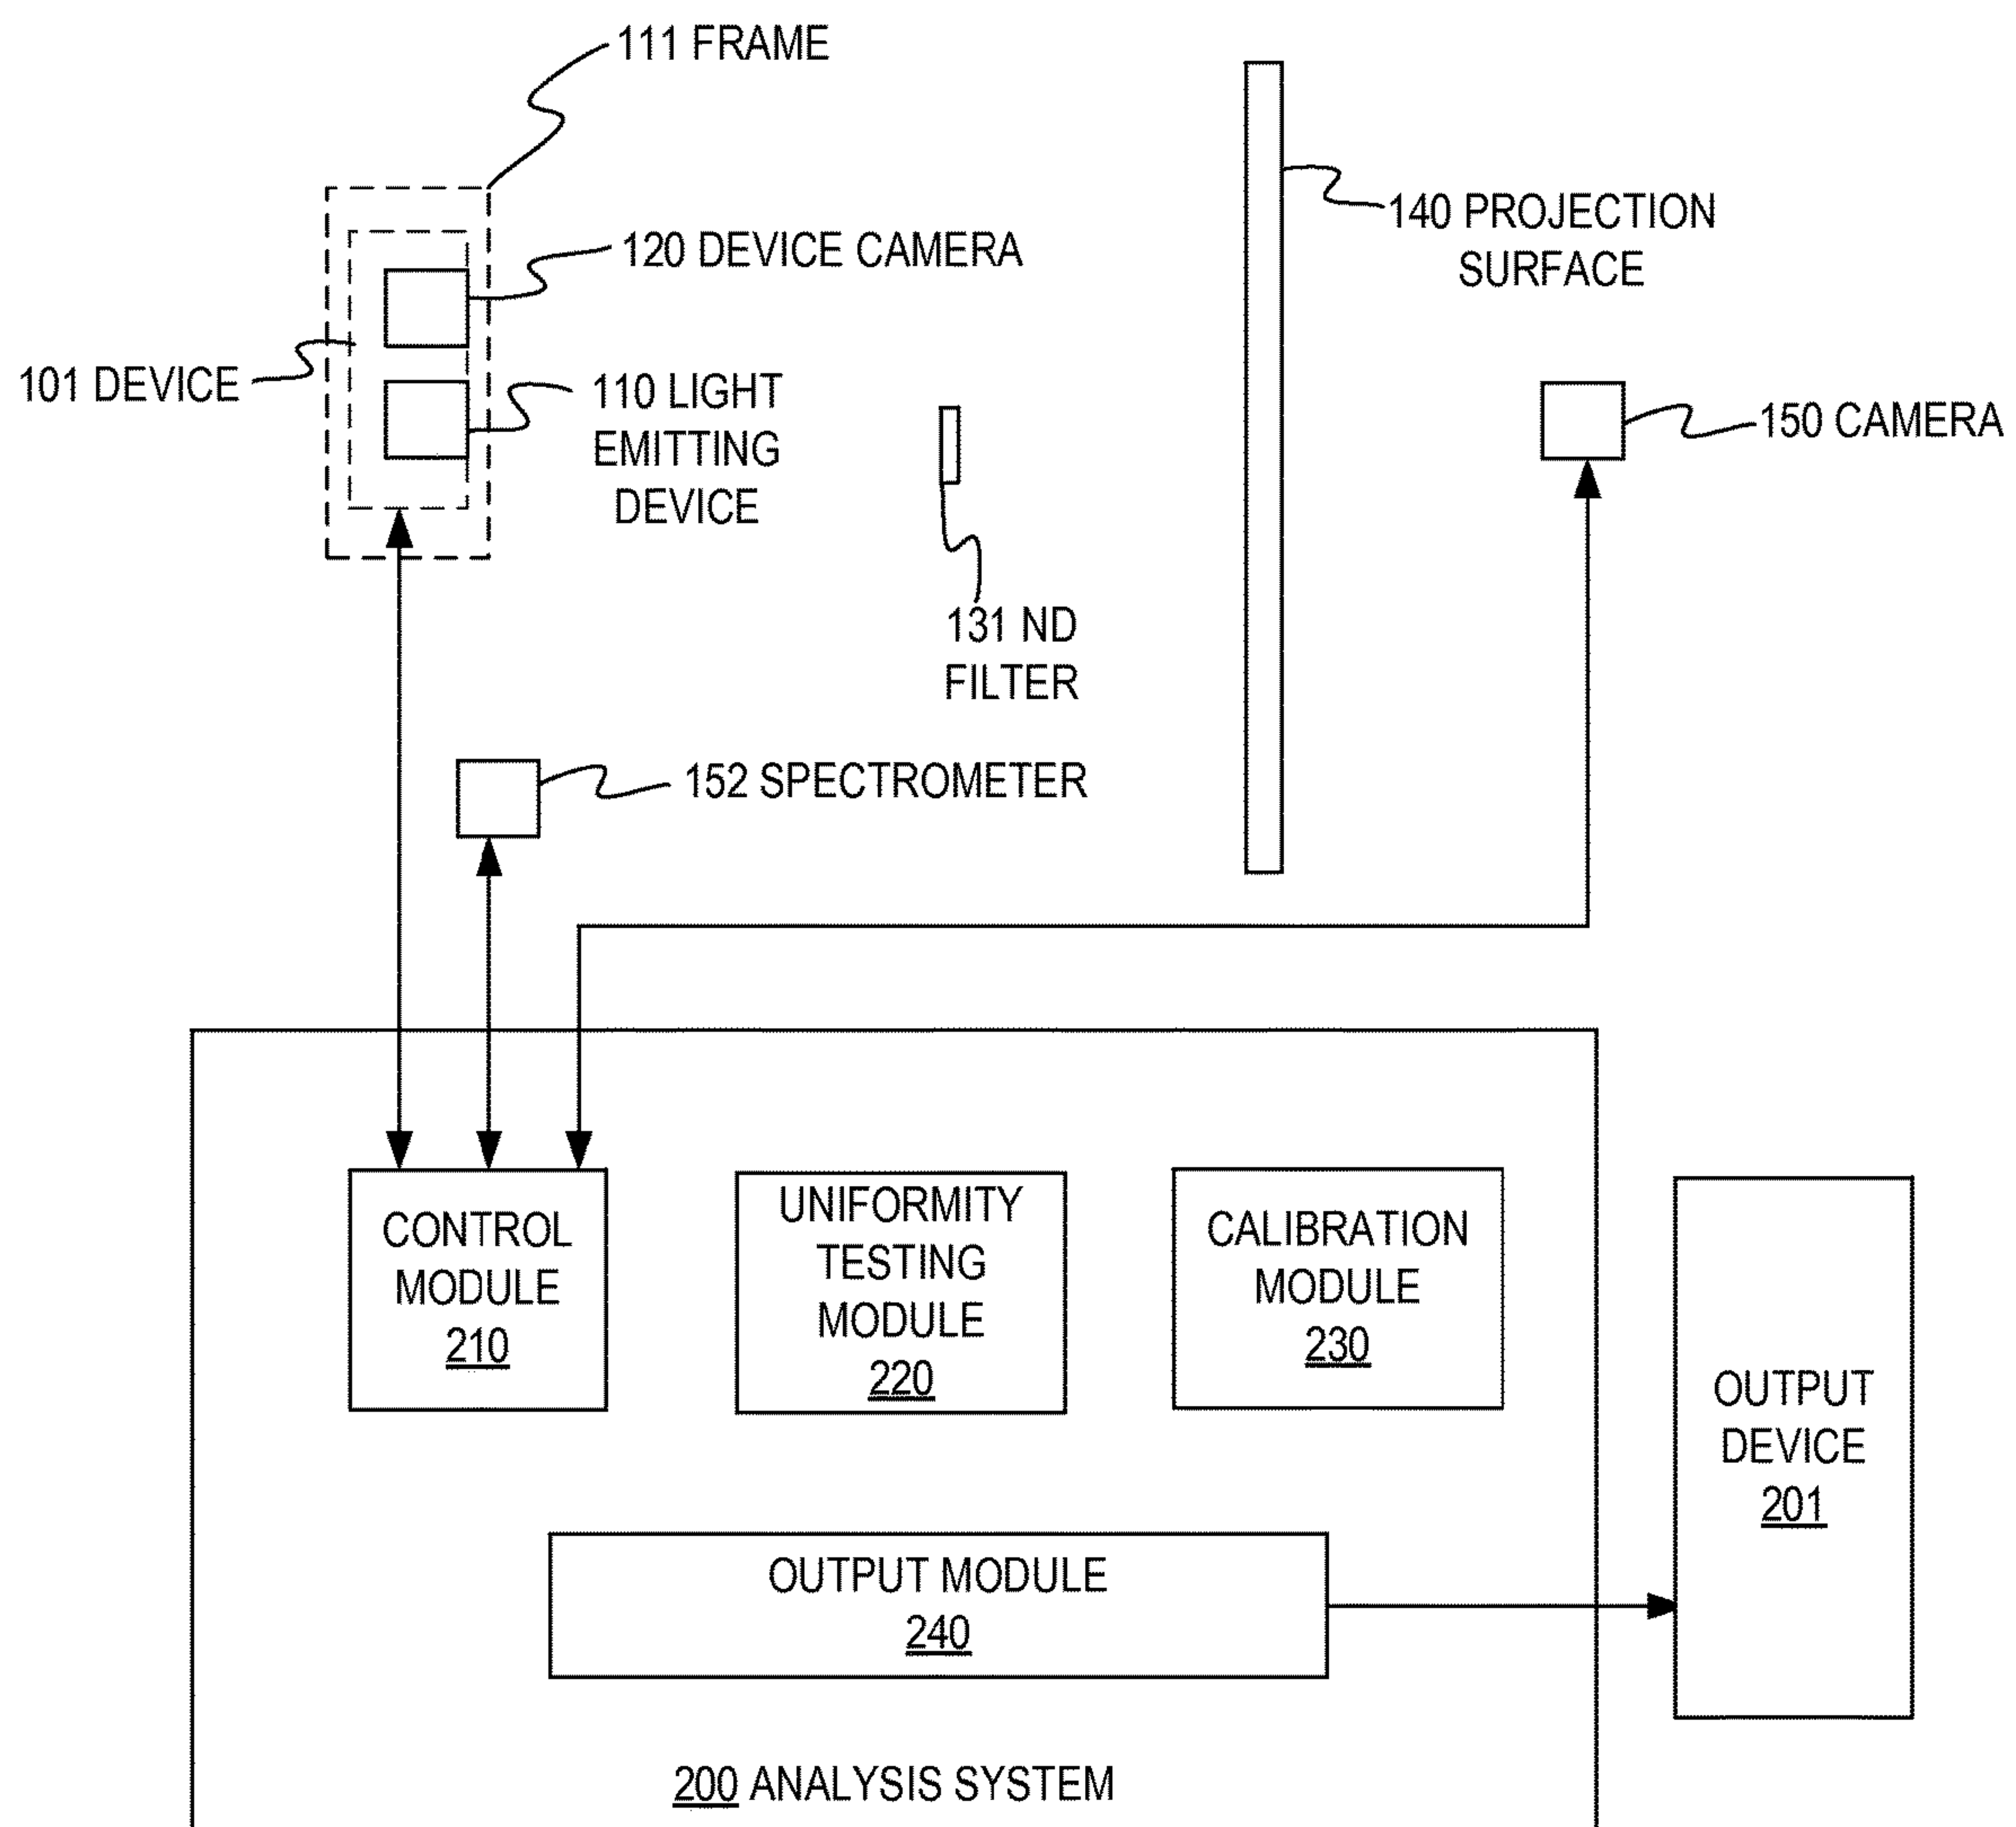 111 FRAME
140 PROJECTION
SURFACE
120 DEVICE CAMERA
101 DEVICE
110 LIGHT
EMITTING
DEVICE
150 CAMERA
131 ND
FILTER
152 SPECTROMETER
CONTROL
MODULE
210
UNIFORMITY
TESTING
MODULE
220
CALIBRATION
MODULE
230
OUTPUT
DEVICE
201
OUTPUT MODULE
240
200 ANALYSIS SYSTEM